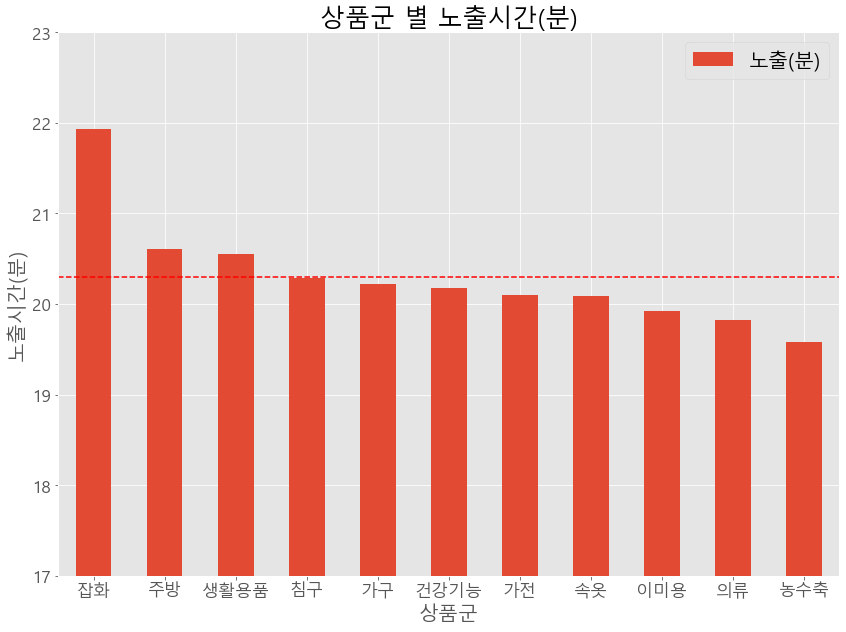 상품군 별 노출시간(분)
노출(분)
노출시간(분)
23
22
21
20
19
18
17
잡화 주방 생활용품 침구 가구 건강기능 가전 속옷 이미용 의류 농수축
상품군